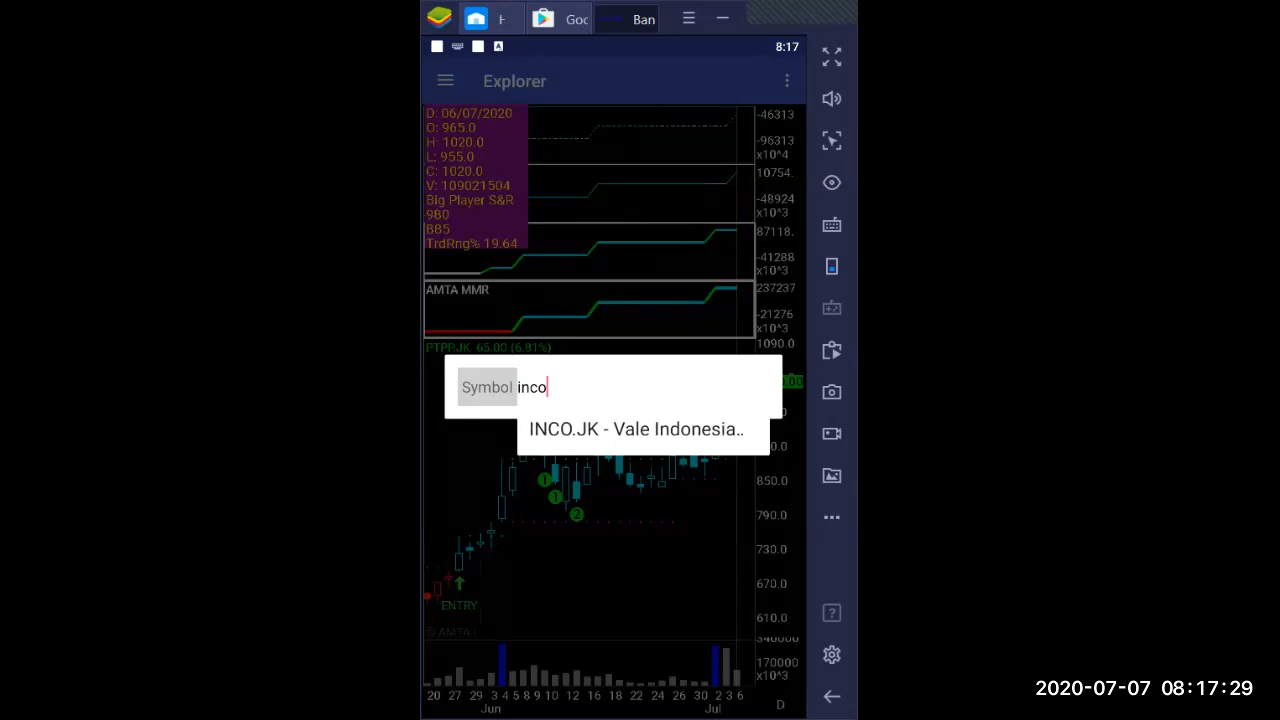 H
Goc
Ban
8:17
Explorer
D: 06/07/2020
O: 965.0
H: 1020.0
L: 955.0
C: 1020.0
V: 109021504
Big Player S&R
980
885
TrdRng% 19.64
-46313
-96313
x10^4
10754.
-48924
x10^3
87118.
-41288
x10^3
AMTA MMR
237237
-21276
x10^3
PTPP.JK 65.00 (6.81%)
1090.0
Symbol inco
INCO.JK - Vale Indonesia..
850.0
790.0
730.0
670.0
610.0
1
1
2
ENTRY
© AMTA
340000
170000
x10^3
20 27 29 3 4 5 8 9 10 12 16 18 22 24 26 30 2 3 6
Jun Jul D
2020-07-07 08:17:29